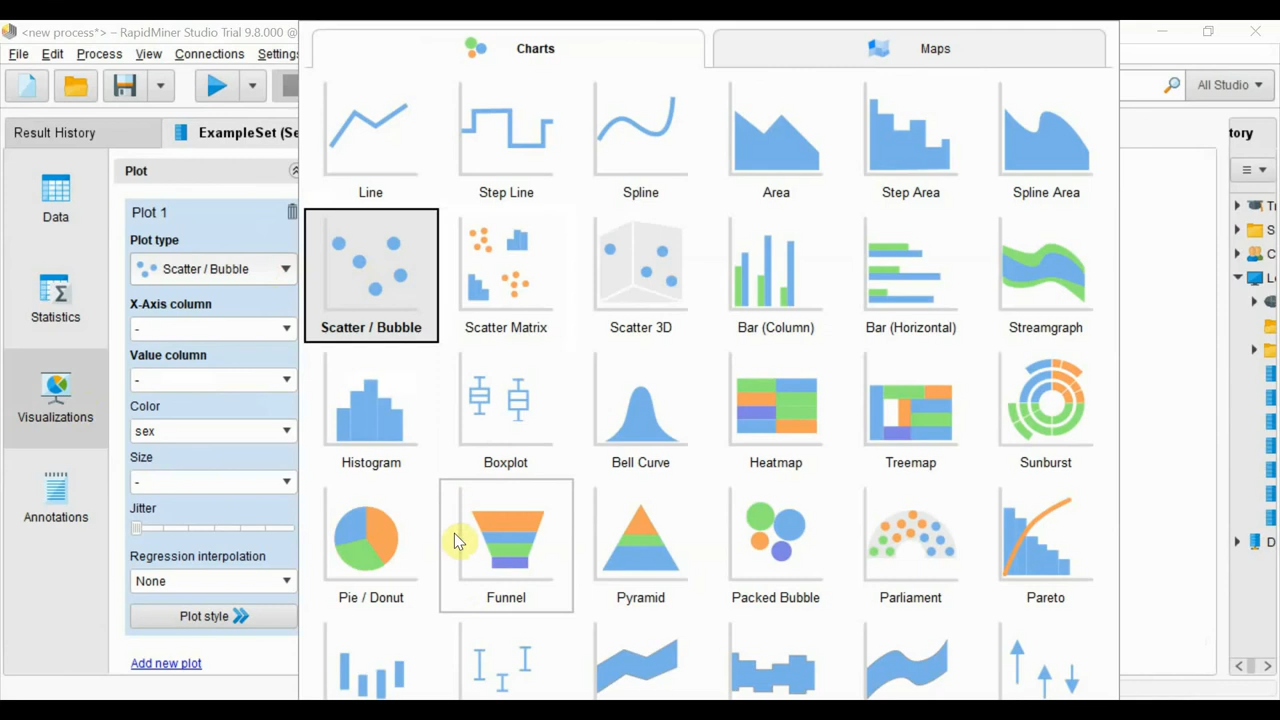 <new process*> – RapidMiner Studio Trial 9.8.000 @
File Edit Process View Connections Settings
All Studio
Result History
ExampleSet (Se
Data
Statistics
Visualizations
Annotations
Plot
Plot 1
Plot type
Scatter / Bubble
X-Axis column
-
Value column
-
Color
sex
Size
-
Jitter
Regression interpolation
None
Plot style
Add new plot
Charts Maps
Line Step Line Spline Area Step Area Spline Area
Scatter / Bubble Scatter Matrix Scatter 3D Bar (Column) Bar (Horizontal) Streamgraph
Histogram Boxplot Bell Curve Heatmap Treemap Sunburst
Pie / Donut Funnel Pyramid Packed Bubble Parliament Pareto
tory
Tr
S
C
L
D